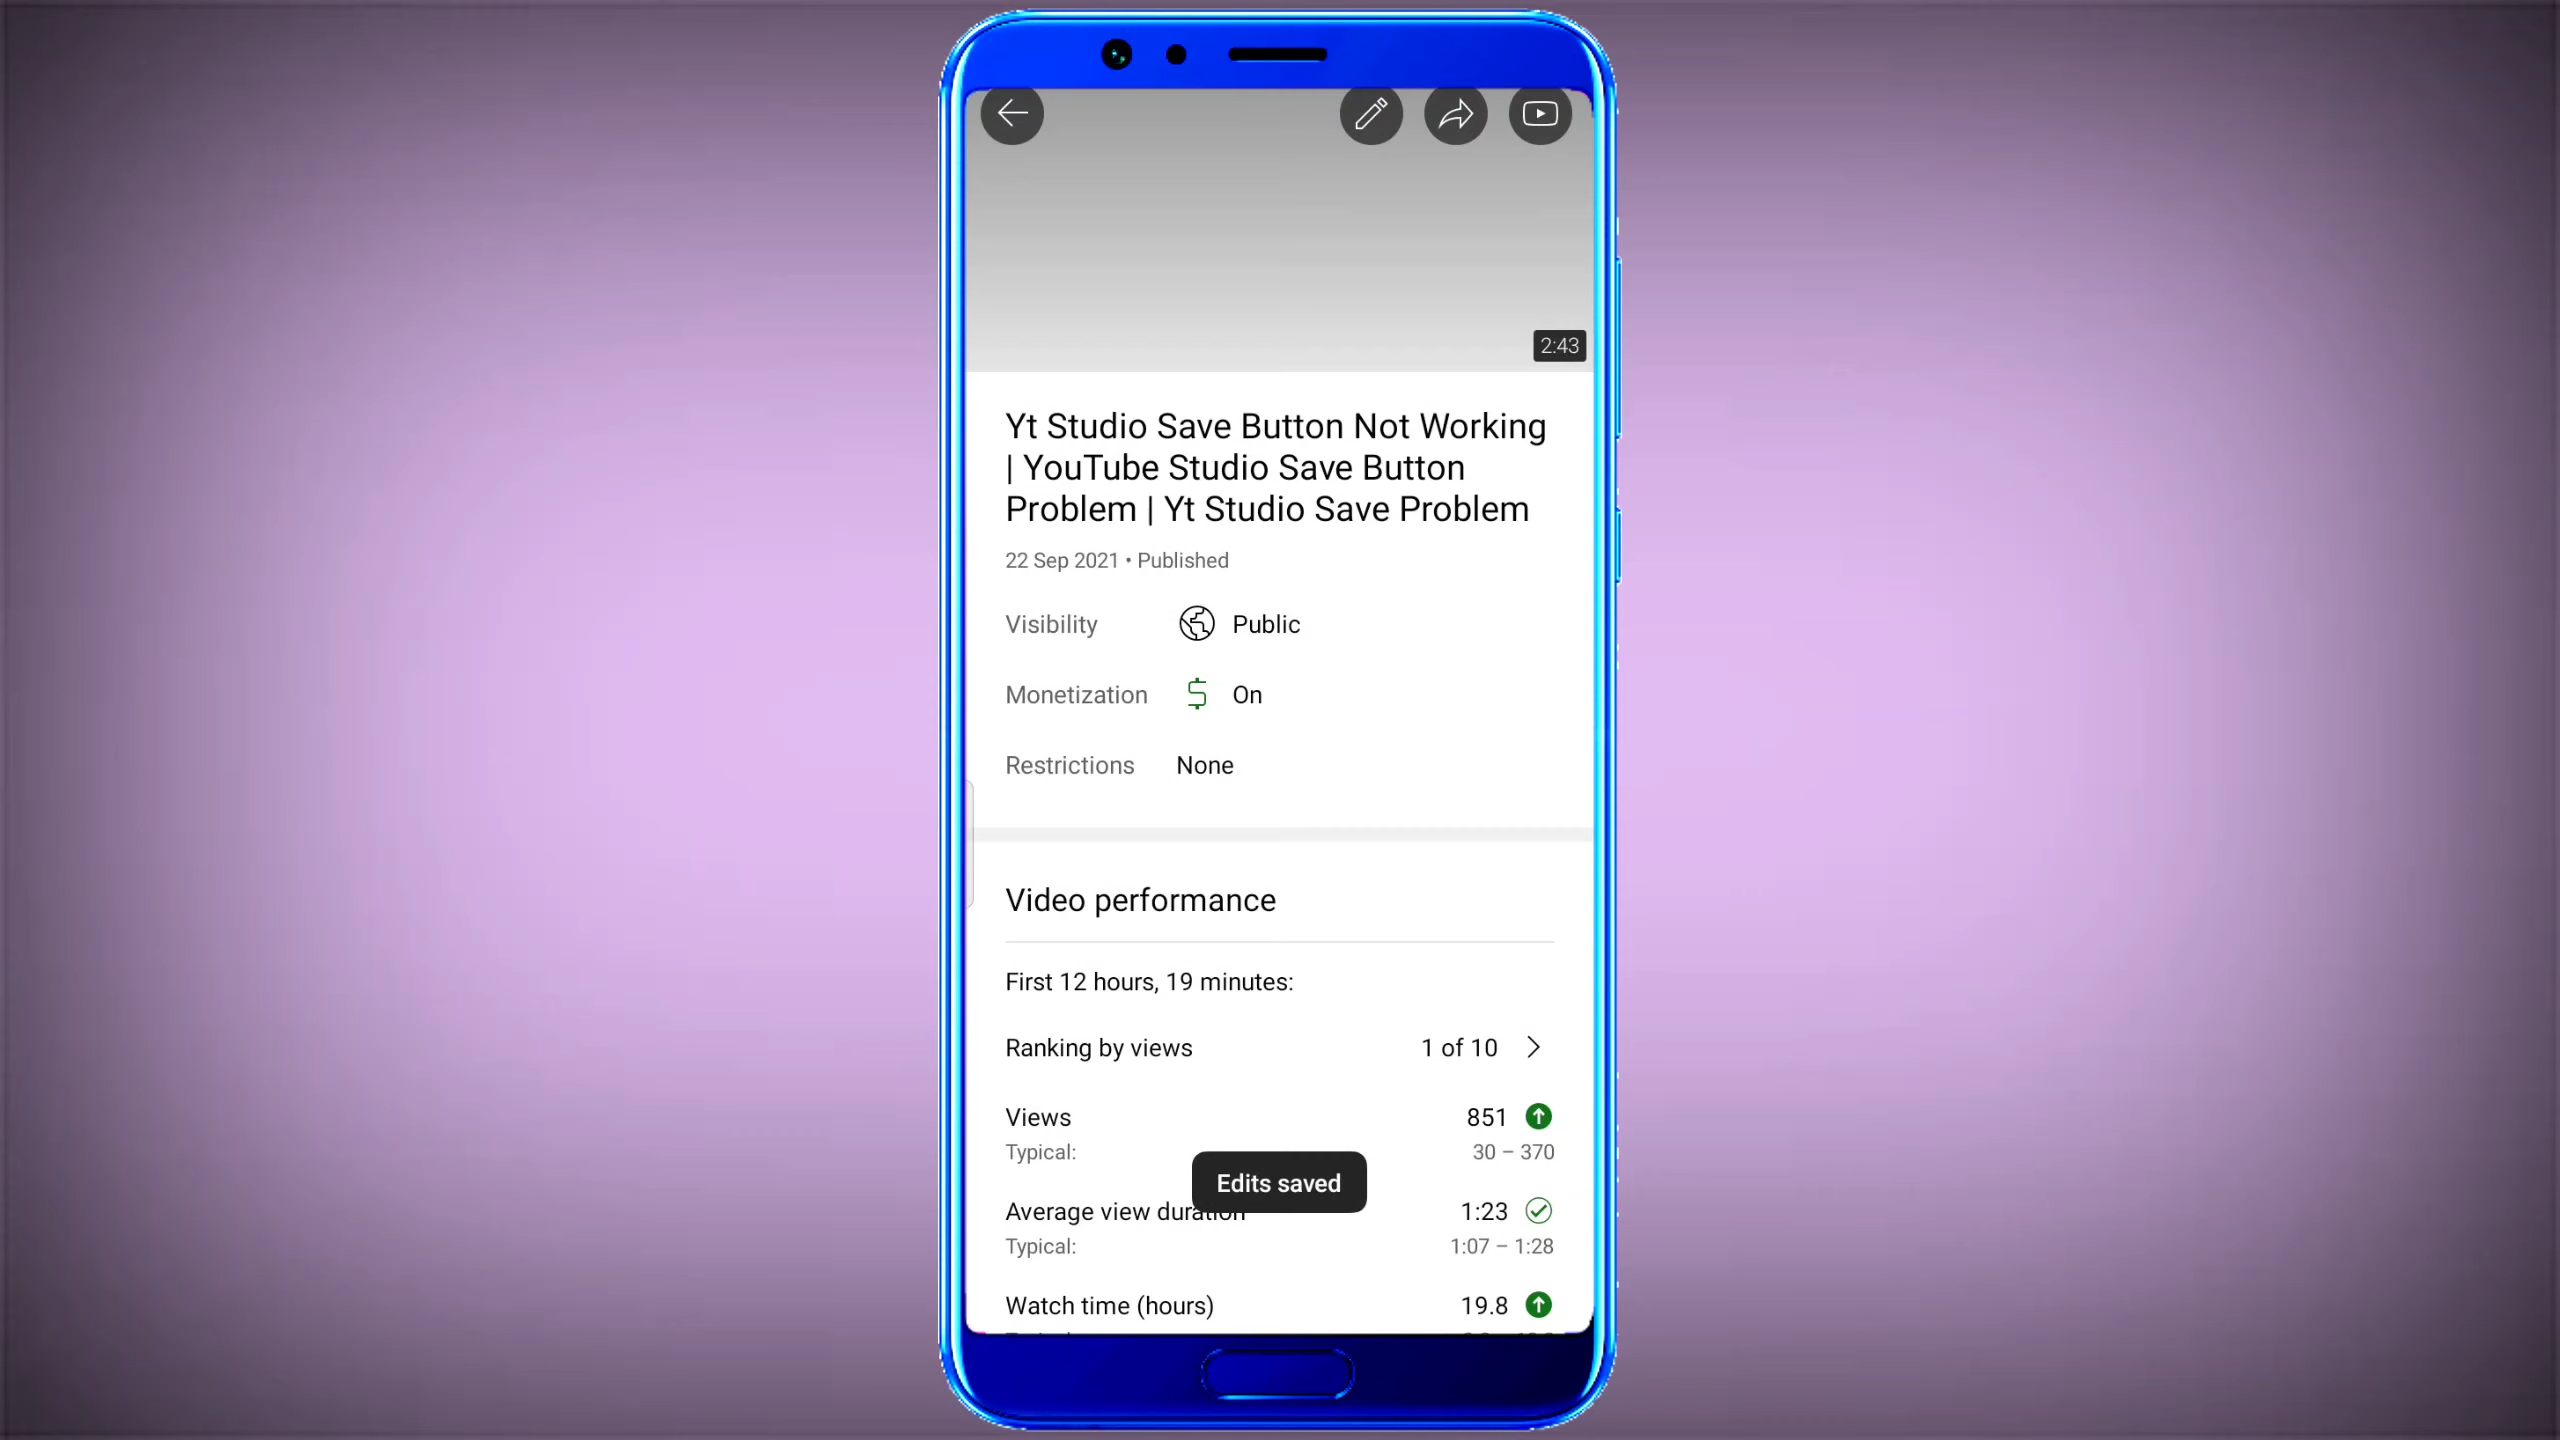 2:43
Yt Studio Save Button Not Working
| YouTube Studio Save Button
Problem | Yt Studio Save Problem
22 Sep 2021 • Published
Visibility Public
Monetization On
Restrictions None
Video performance
First 12 hours, 19 minutes:
Ranking by views 1 of 10
Views 851
Typical: 30 – 370
Edits saved
Average view duration 1:23
Typical: 1:07 – 1:28
Watch time (hours) 19.8